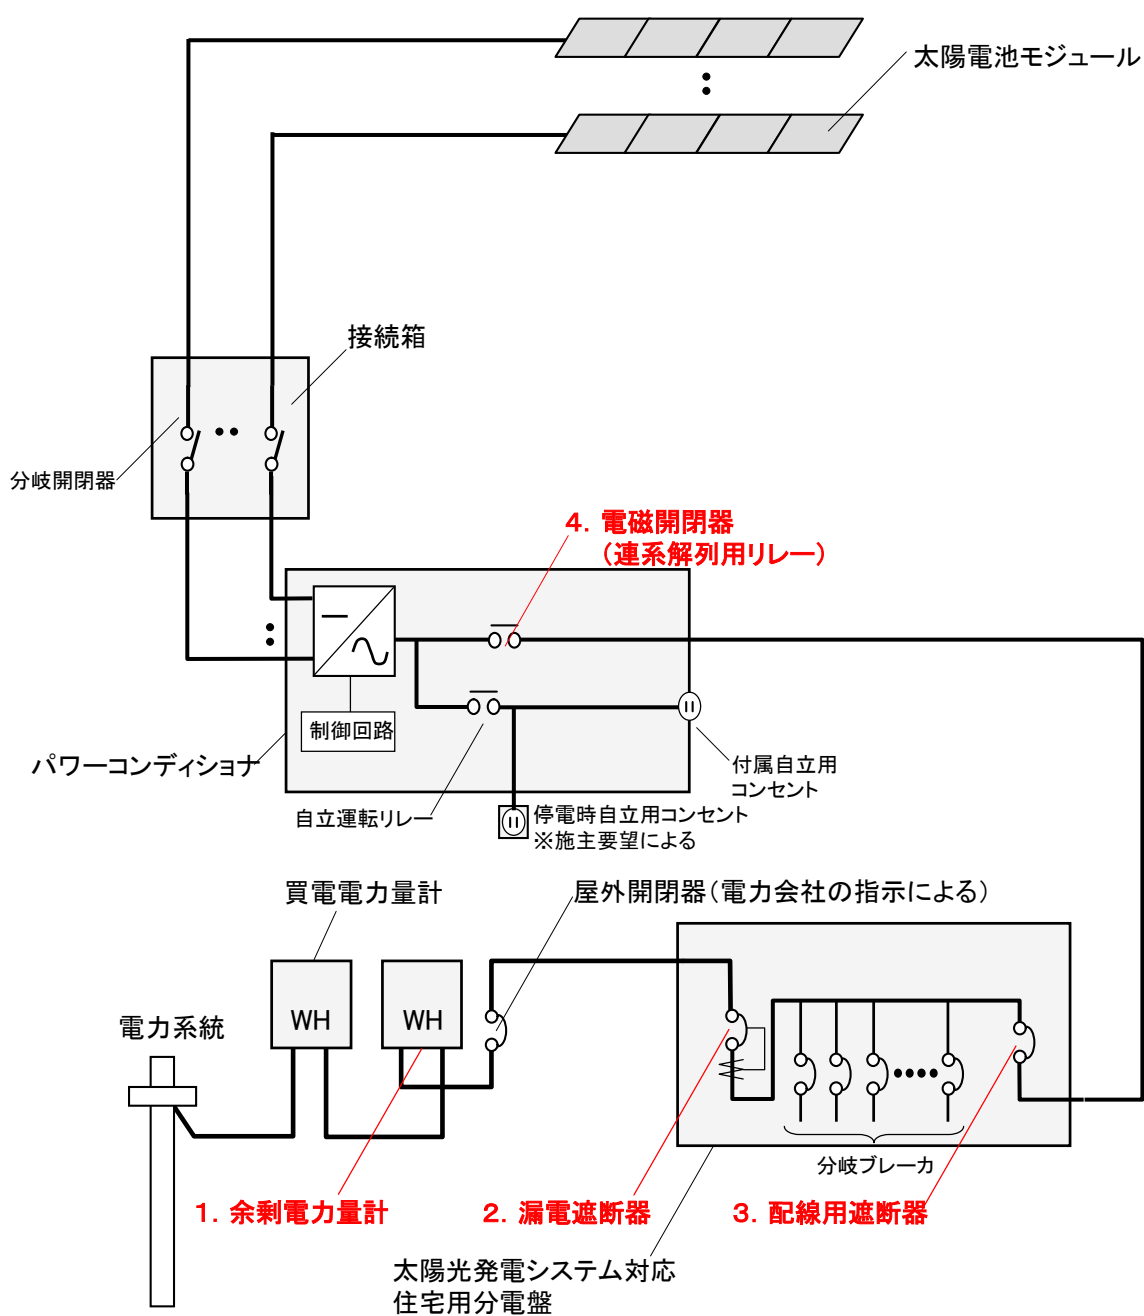 太陽電池モジュール
接続箱
分岐開閉器
4. 電磁開閉器
(連系解列用リレー)
制御回路
パワーコンディショナ
付属自立用
コンセント
自立運転リレー
停電時自立用コンセント
※施主要望による
買電電力量計
屋外開閉器(電力会社の指示による)
WH
WH
電力系統
分岐ブレーカ
1. 余剰電力量計
2. 漏電遮断器
3. 配線用遮断器
太陽光発電システム対応
住宅用分電盤